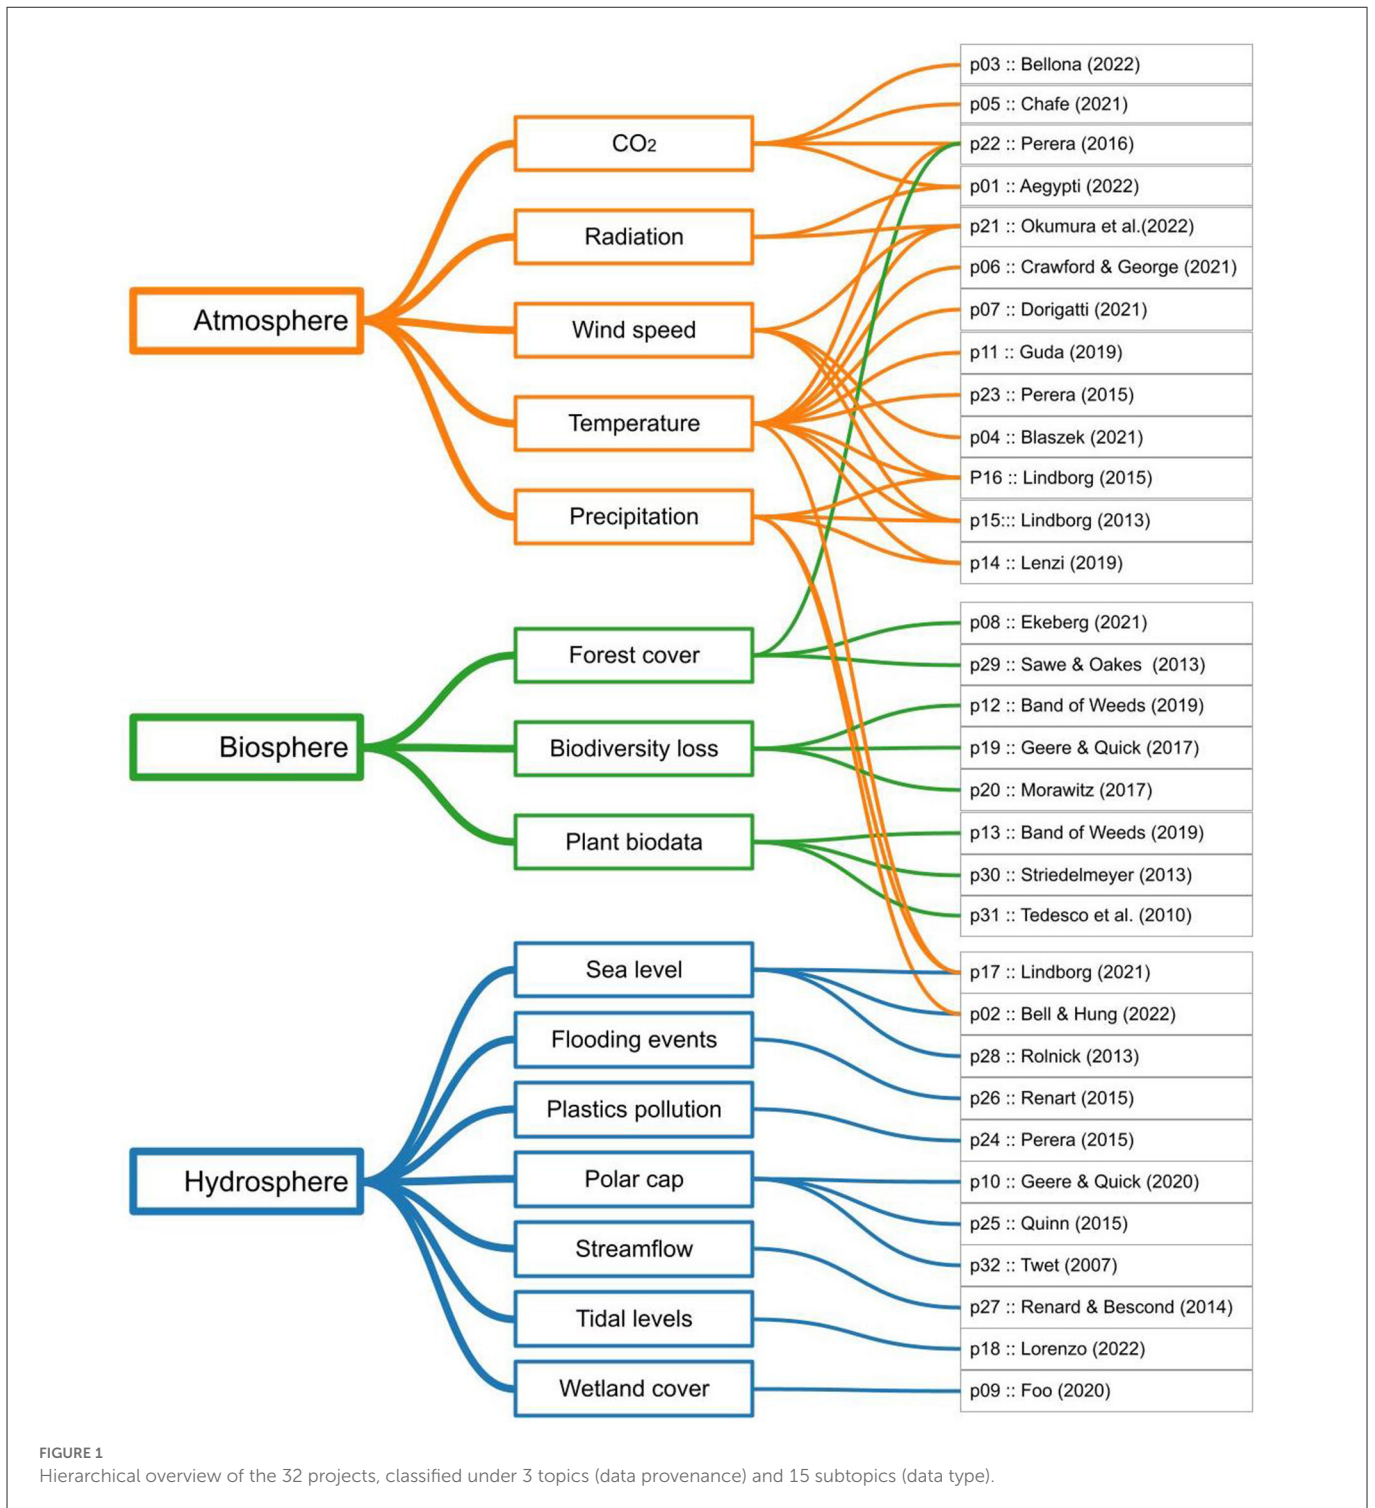 Atmosphere
CO2
Radiation
Wind speed
Temperature
Precipitation
p03 :: Bellona (2022)
p05 :: Chafe (2021)
p22 :: Perera (2016)
p01 :: Aegypti (2022)
p21 :: Okumura et al.(2022)
p06 :: Crawford & George (2021)
p07 :: Dorigatti (2021)
p11 :: Guda (2019)
p23 :: Perera (2015)
p04 :: Blaszek (2021)
P16 :: Lindborg (2015)
p15::: Lindborg (2013)
p14 :: Lenzi (2019)
Biosphere
Forest cover
Biodiversity loss
Plant biodata
p08 :: Ekeberg (2021)
p29 :: Sawe & Oakes  (2013)
p12 :: Band of Weeds (2019)
p19 :: Geere & Quick (2017)
p20 :: Morawitz (2017)
p13 :: Band of Weeds (2019)
p30 :: Striedelmeyer (2013)
p31 :: Tedesco et al. (2010)
Hydrosphere
Sea level
Flooding events
Plastics pollution
Polar cap
Streamflow
Tidal levels
Wetland cover
p17 :: Lindborg (2021)
p02 :: Bell & Hung (2022)
p28 :: Rolnick (2013)
p26 :: Renart (2015)
p24 :: Perera (2015)
p10 :: Geere & Quick (2020)
p25 :: Quinn (2015)
p32 :: Twet (2007)
p27 :: Renard & Bescond (2014)
p18 :: Lorenzo (2022)
p09 :: Foo (2020)
FIGURE 1
Hierarchical overview of the 32 projects, classified under 3 topics (data provenance) and 15 subtopics (data type).